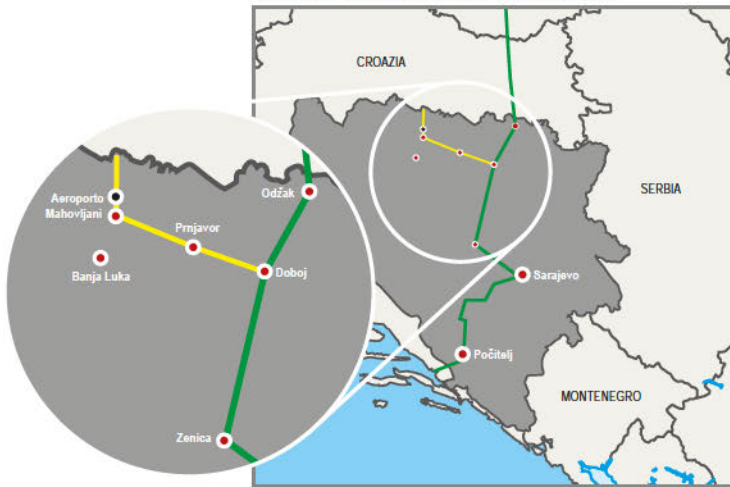 CROAZIA
SERBIA
MONTENEGRO
Sarajevo
Počitelj
Odžak
Aeroporto
Mahovljani
Prnjavor
Doboj
Banja Luka
Zenica